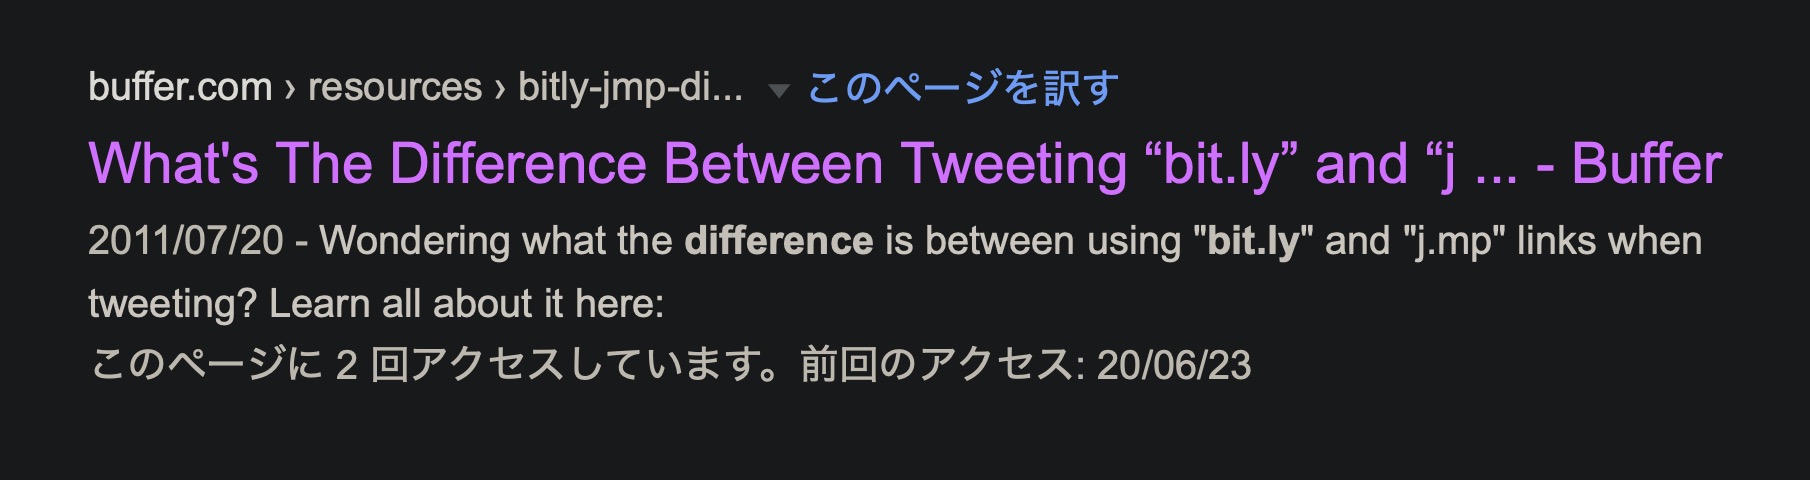 buffer.com › resources › bitly-jmp-di... ▼ このページを訳す
What's The Difference Between Tweeting “bit.ly” and “j ... - Buffer
2011/07/20 - Wondering what the difference is between using "bit.ly" and "j.mp" links when
tweeting? Learn all about it here:
このページに 2 回アクセスしています。前回のアクセス: 20/06/23